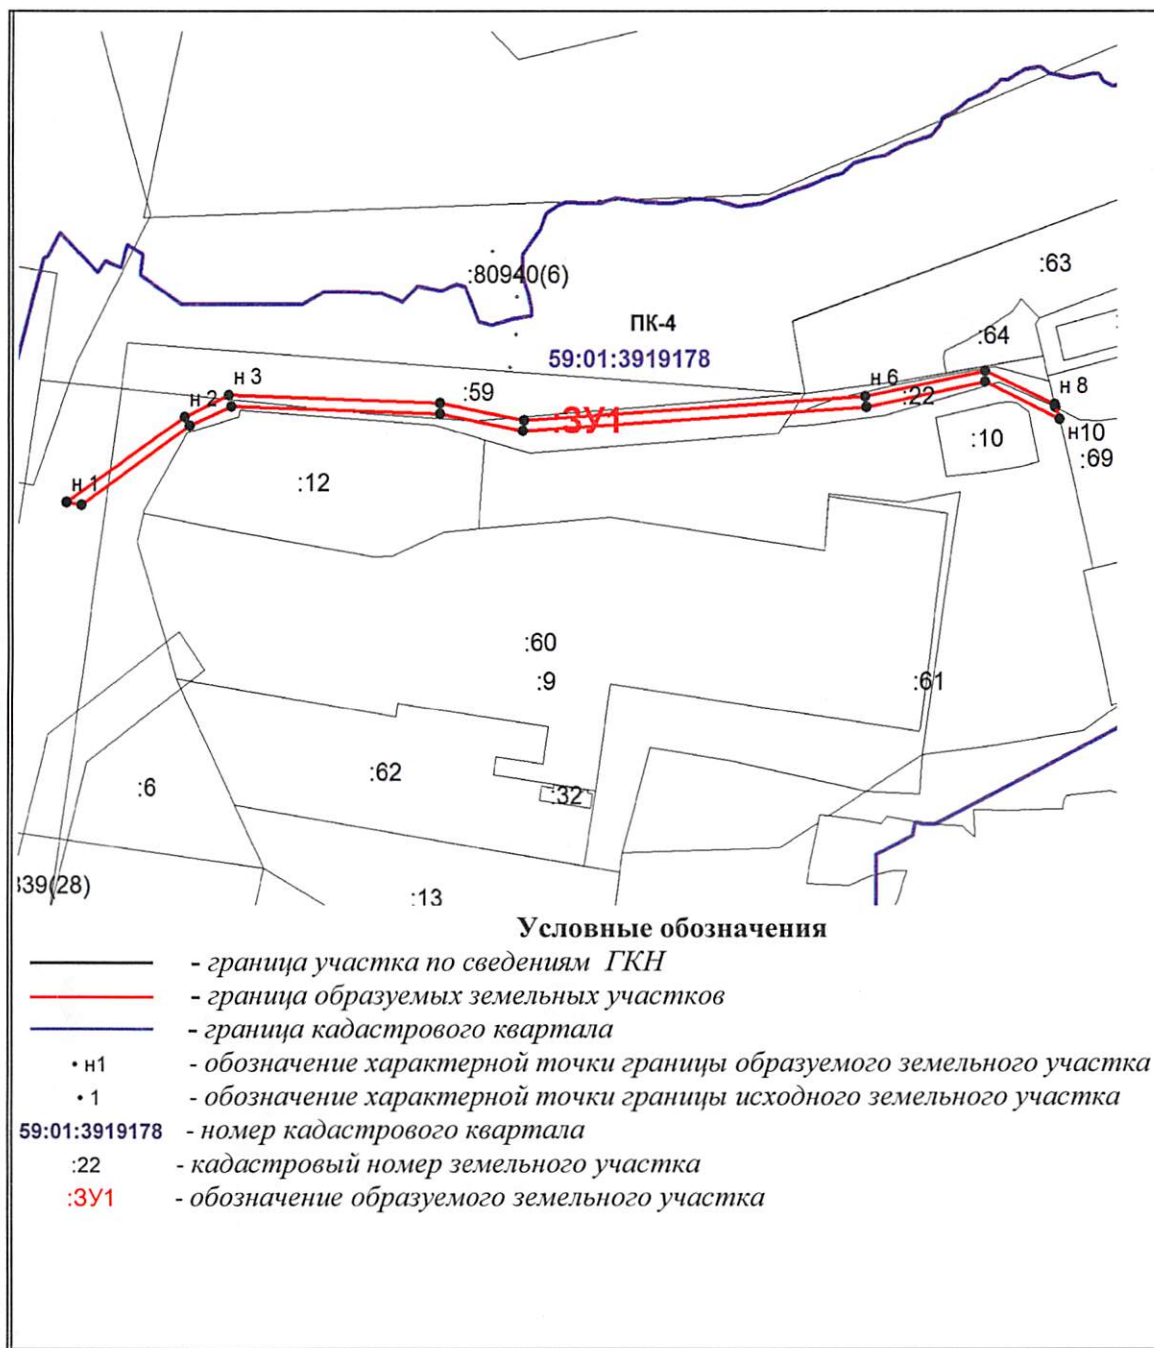 :80940(6)
:63
ПК-4
:64
59:01:3919178
н 3
н 2
:59
н 6
н 8
:ЗУ1
:22
н10
:10
:69
н 1
:12
:60
:9
:61
:62
:6
:32
339(28)
:13
Условные обозначения
- граница участка по сведениям ГКН
- граница образуемых земельных участков
- граница кадастрового квартала
• н1 - обозначение характерной точки границы образуемого земельного участка
• 1 - обозначение характерной точки границы исходного земельного участка
59:01:3919178 - номер кадастрового квартала
:22 - кадастровый номер земельного участка
:ЗУ1 - обозначение образуемого земельного участка